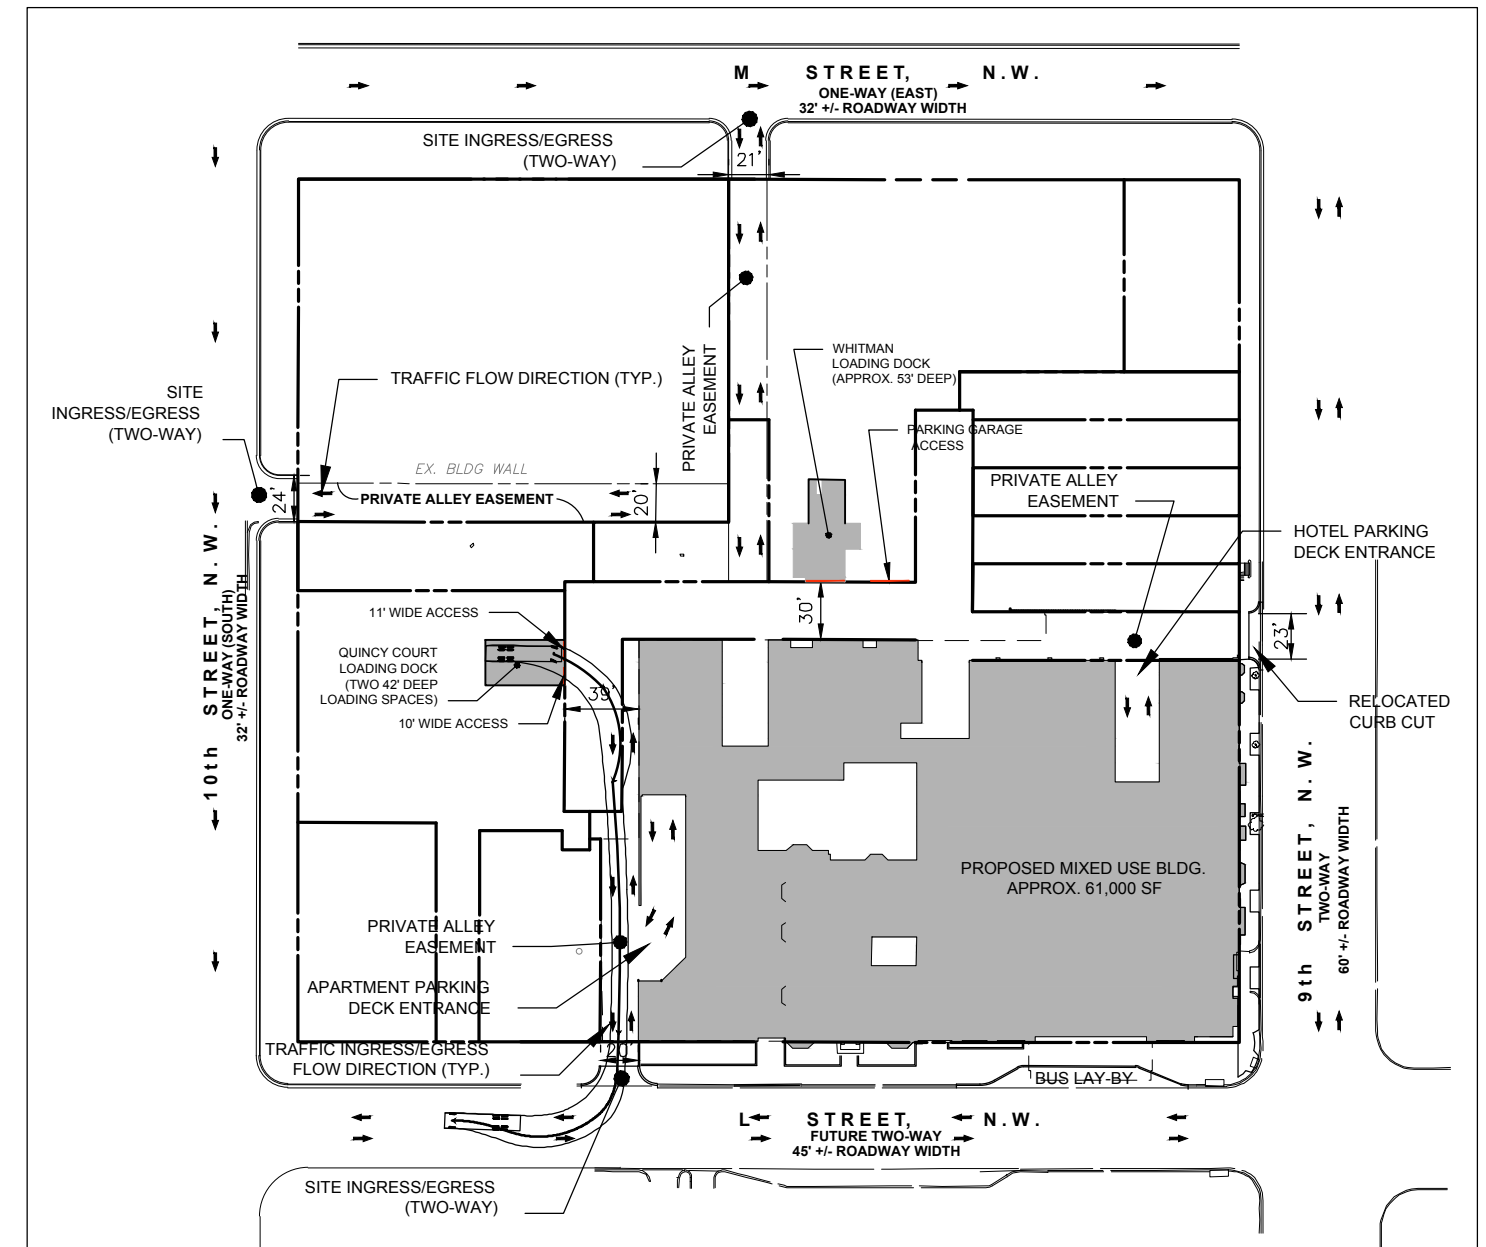 M STREET, N.W.
ONE-WAY (EAST)
32' +/- ROADWAY WIDTH
SITE INGRESS/EGRESS
(TWO-WAY)
21'
WHITMAN
LOADING DOCK
(APPROX. 53' DEEP)
PRIVATE ALLEY
EASEMENT
TRAFFIC FLOW DIRECTION (TYP.)
SITE
INGRESS/EGRESS
(TWO-WAY)
PARKING GARAGE
ACCESS
EX. BLDG WALL
PRIVATE ALLEY EASEMENT
24'
20'
PRIVATE ALLEY
EASEMENT
HOTEL PARKING
DECK ENTRANCE
10th STREET, N.W.
ONE-WAY (SOUTH)
32' +/- ROADWAY WIDTH
11' WIDE ACCESS
30'
23'
QUINCY COURT
LOADING DOCK
(TWO 42' DEEP
LOADING SPACES)
39'
10' WIDE ACCESS
RELOCATED
CURB CUT
PROPOSED MIXED USE BLDG.
APPROX. 61,000 SF
9th STREET, N.W.
TWO-WAY
60' +/- ROADWAY WIDTH
PRIVATE ALLEY
EASEMENT
APARTMENT PARKING
DECK ENTRANCE
TRAFFIC INGRESS/EGRESS
FLOW DIRECTION (TYP.)
20'
BUS LAY-BY
L STREET, N.W.
FUTURE TWO-WAY
45' +/- ROADWAY WIDTH
SITE INGRESS/EGRESS
(TWO-WAY)